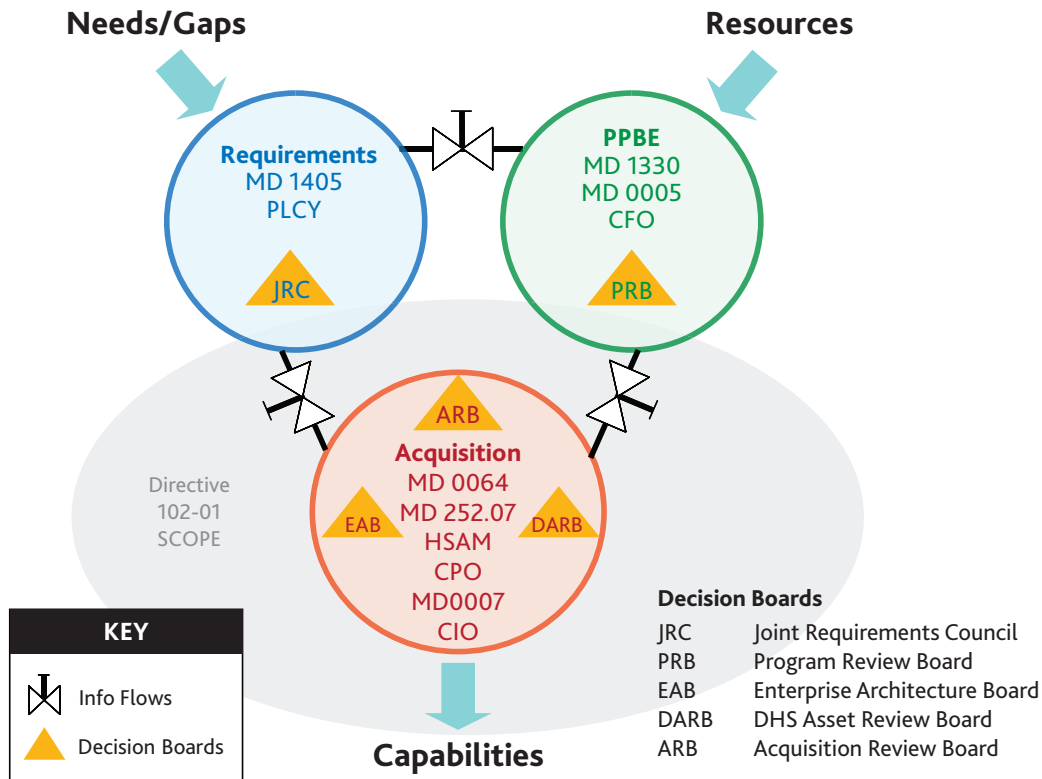 Needs/Gaps
Resources
Requirements
MD 1405
PLCY
JRC
PPBE
MD 1330
MD 0005
CFO
PRB
ARB
Acquisition
MD 0064
MD 252.07
HSAM
CPO
MD0007
CIO
EAB
DARB
Directive
102-01
SCOPE
KEY
Info Flows
Decision Boards
Capabilities
Decision Boards
JRC Joint Requirements Council
PRB Program Review Board
EAB Enterprise Architecture Board
DARB DHS Asset Review Board
ARB Acquisition Review Board